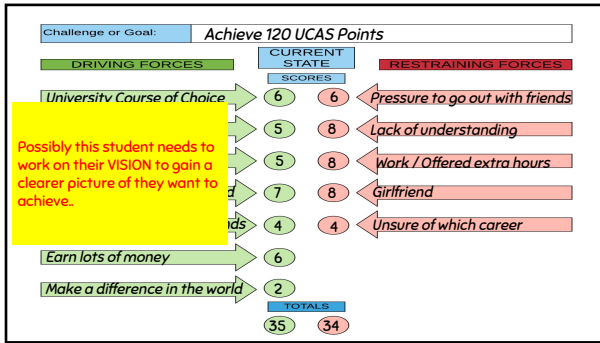 Challenge or Goal: Achieve 120 UCAS Points
CURRENT
STATE
DRIVING FORCES RESTRAINING FORCES
SCORES
University Course of Choice 6 6 Pressure to go out with friends
5 8 Lack of understanding
Possibly this student needs to
work on their VISION to gain a
clearer picture of they want to
achieve..
5 8 Work / Offered extra hours
7 8 Girlfriend
4 4 Unsure of which career
Earn lots of money 6
Make a difference in the world 2
TOTALS
35 34